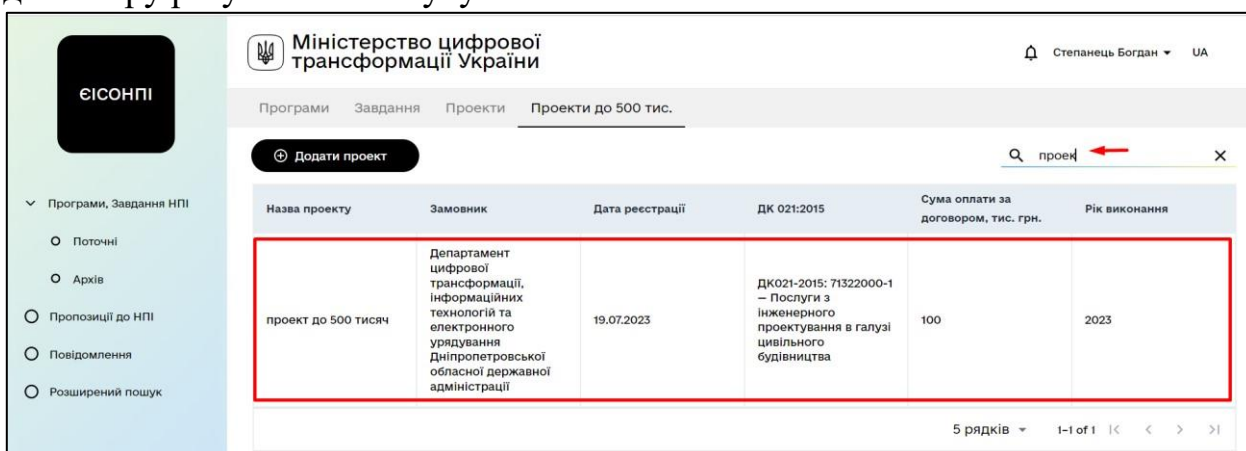 ЄІСОНПІ
Міністерство цифрової
трансформації України
Степанець Богдан
UA
Програми Завдання Проекти Проекти до 500 тис.
Додати проект
проек
Програми, Завдання НПІ
Поточні
Архів
Пропозиції до НПІ
Повідомлення
Розширений пошук
Назва проекту
Замовник
Дата реєстрації
ДК 021:2015
Сума оплати за
договором, тис. грн.
Рік виконання
проект до 500 тисяч
Департамент
цифрової
трансформації,
інформаційних
технологій та
електронного
урядування
Дніпропетровської
обласної державної
адміністрації
19.07.2023
ДК021-2015: 71322000-1
— Послуги з
інженерного
проектування в галузі
цивільного
будівництва
100
2023
5 рядків
1-1 of 1